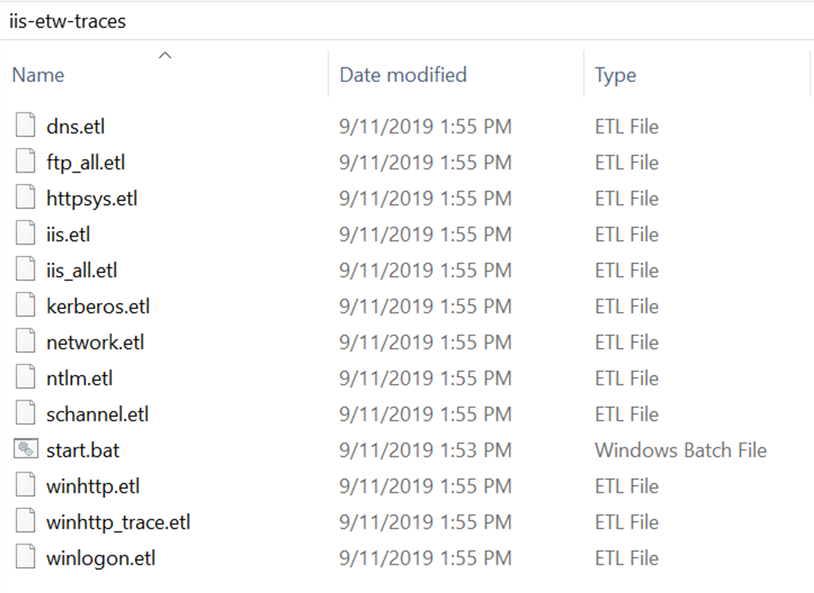 iis-etw-traces
Name Date modified Type
dns.etl 9/11/2019 1:55 PM ETL File
ftp_all.etl 9/11/2019 1:55 PM ETL File
httpsys.etl 9/11/2019 1:55 PM ETL File
iis.etl 9/11/2019 1:55 PM ETL File
iis_all.etl 9/11/2019 1:55 PM ETL File
kerberos.etl 9/11/2019 1:55 PM ETL File
network.etl 9/11/2019 1:55 PM ETL File
ntlm.etl 9/11/2019 1:55 PM ETL File
schannel.etl 9/11/2019 1:55 PM ETL File
start.bat 9/11/2019 1:53 PM Windows Batch File
winhttp.etl 9/11/2019 1:55 PM ETL File
winhttp_trace.etl 9/11/2019 1:55 PM ETL File
winlogon.etl 9/11/2019 1:55 PM ETL File